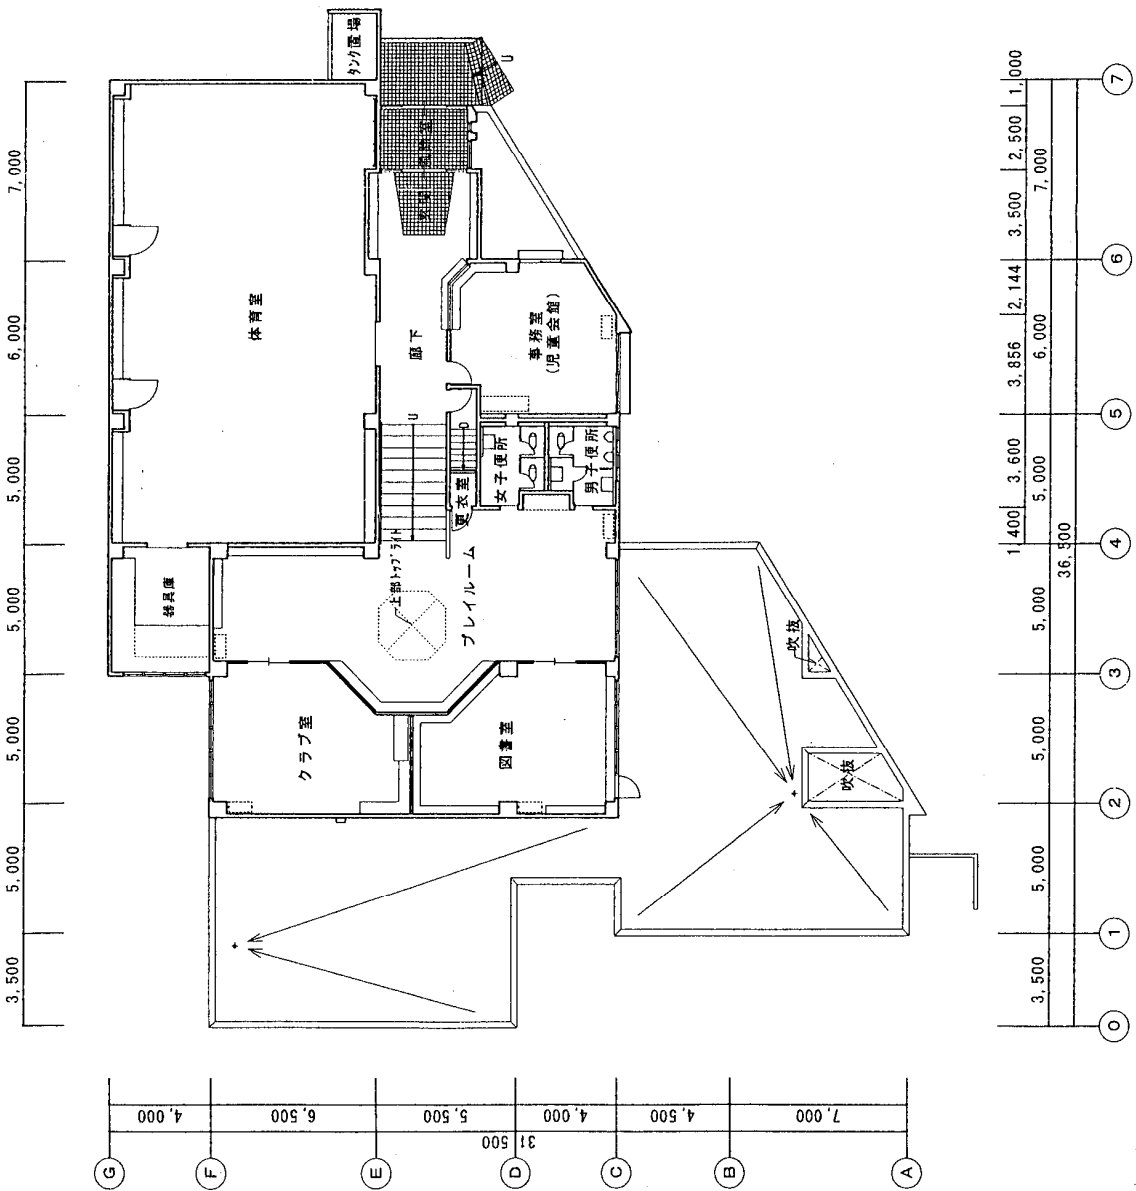 タンク置場
体育室
玄関
風除室
U
廊下
事務室
(児童会館)
U
D
女子便所
男子便所
更衣室
上部トップライト
プレイルーム
器具庫
クラブ室
図書室
吹抜
吹抜
7,000
6,000
5,000
5,000
5,000
5,000
3,500
1,000
2,500
3,500
2,144
3,856
3,600
1,400
7,000
6,000
5,000
5,000
5,000
5,000
3,500
36,500
7
6
5
4
3
2
1
0
4,000
6,500
5,500
4,000
4,500
7,000
31,500
G
F
E
D
C
B
A